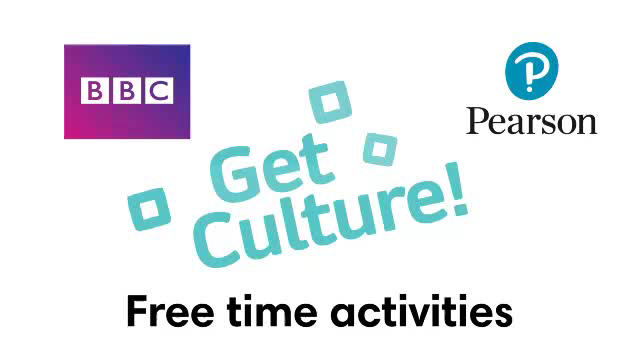 BBC
Pearson
Get
Culture!
Free time activities